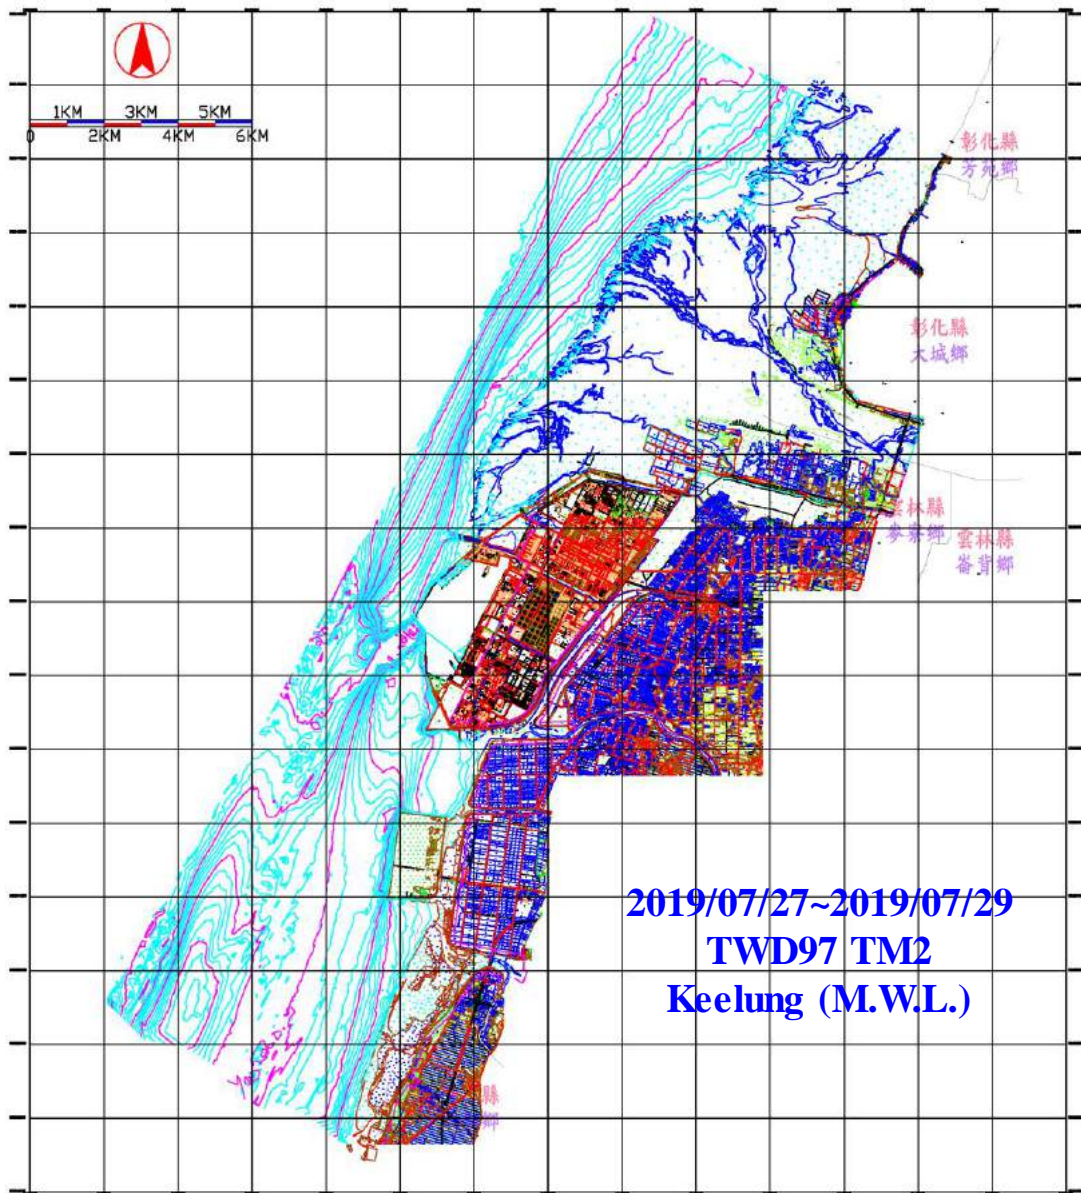 1KM 3KM 5KM
0 2KM 4KM 6KM
彰化縣
芳苑鄉
彰化縣
大城鄉
雲林縣
麥寮鄉
雲林縣
崙背鄉
2019/07/27~2019/07/29
TWD97 TM2
Keelung (M.W.L.)
縣
鄉